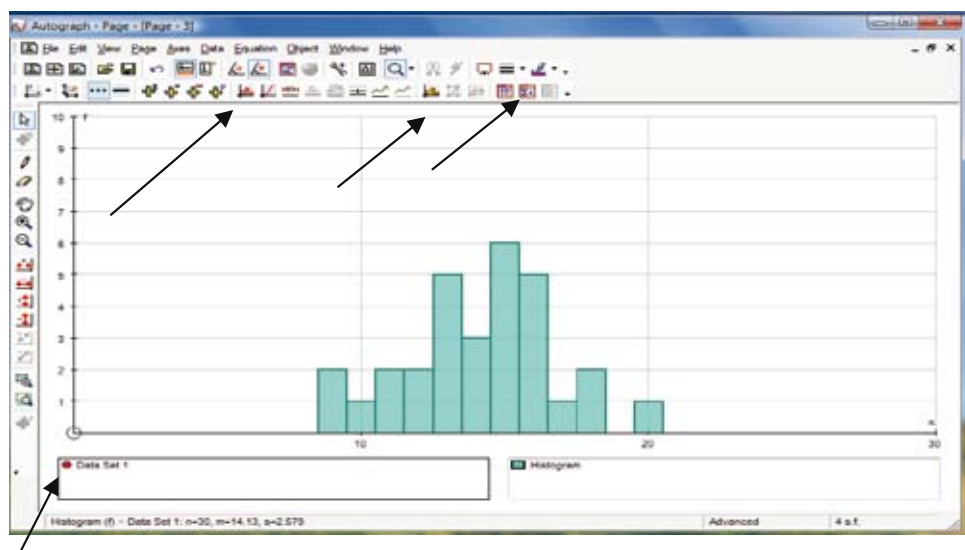 Autograph - Page - [Page - 3]
File Edit View Page Axes Data Equation Object Window Help
10 f
9
8
7
6
5
4
3
2
1
10 20 30
x
Data Set 1 Histogram
Histogram (f) - Data Set 1: n=30, m=14.13, s=2.579 Advanced 4 s.f.